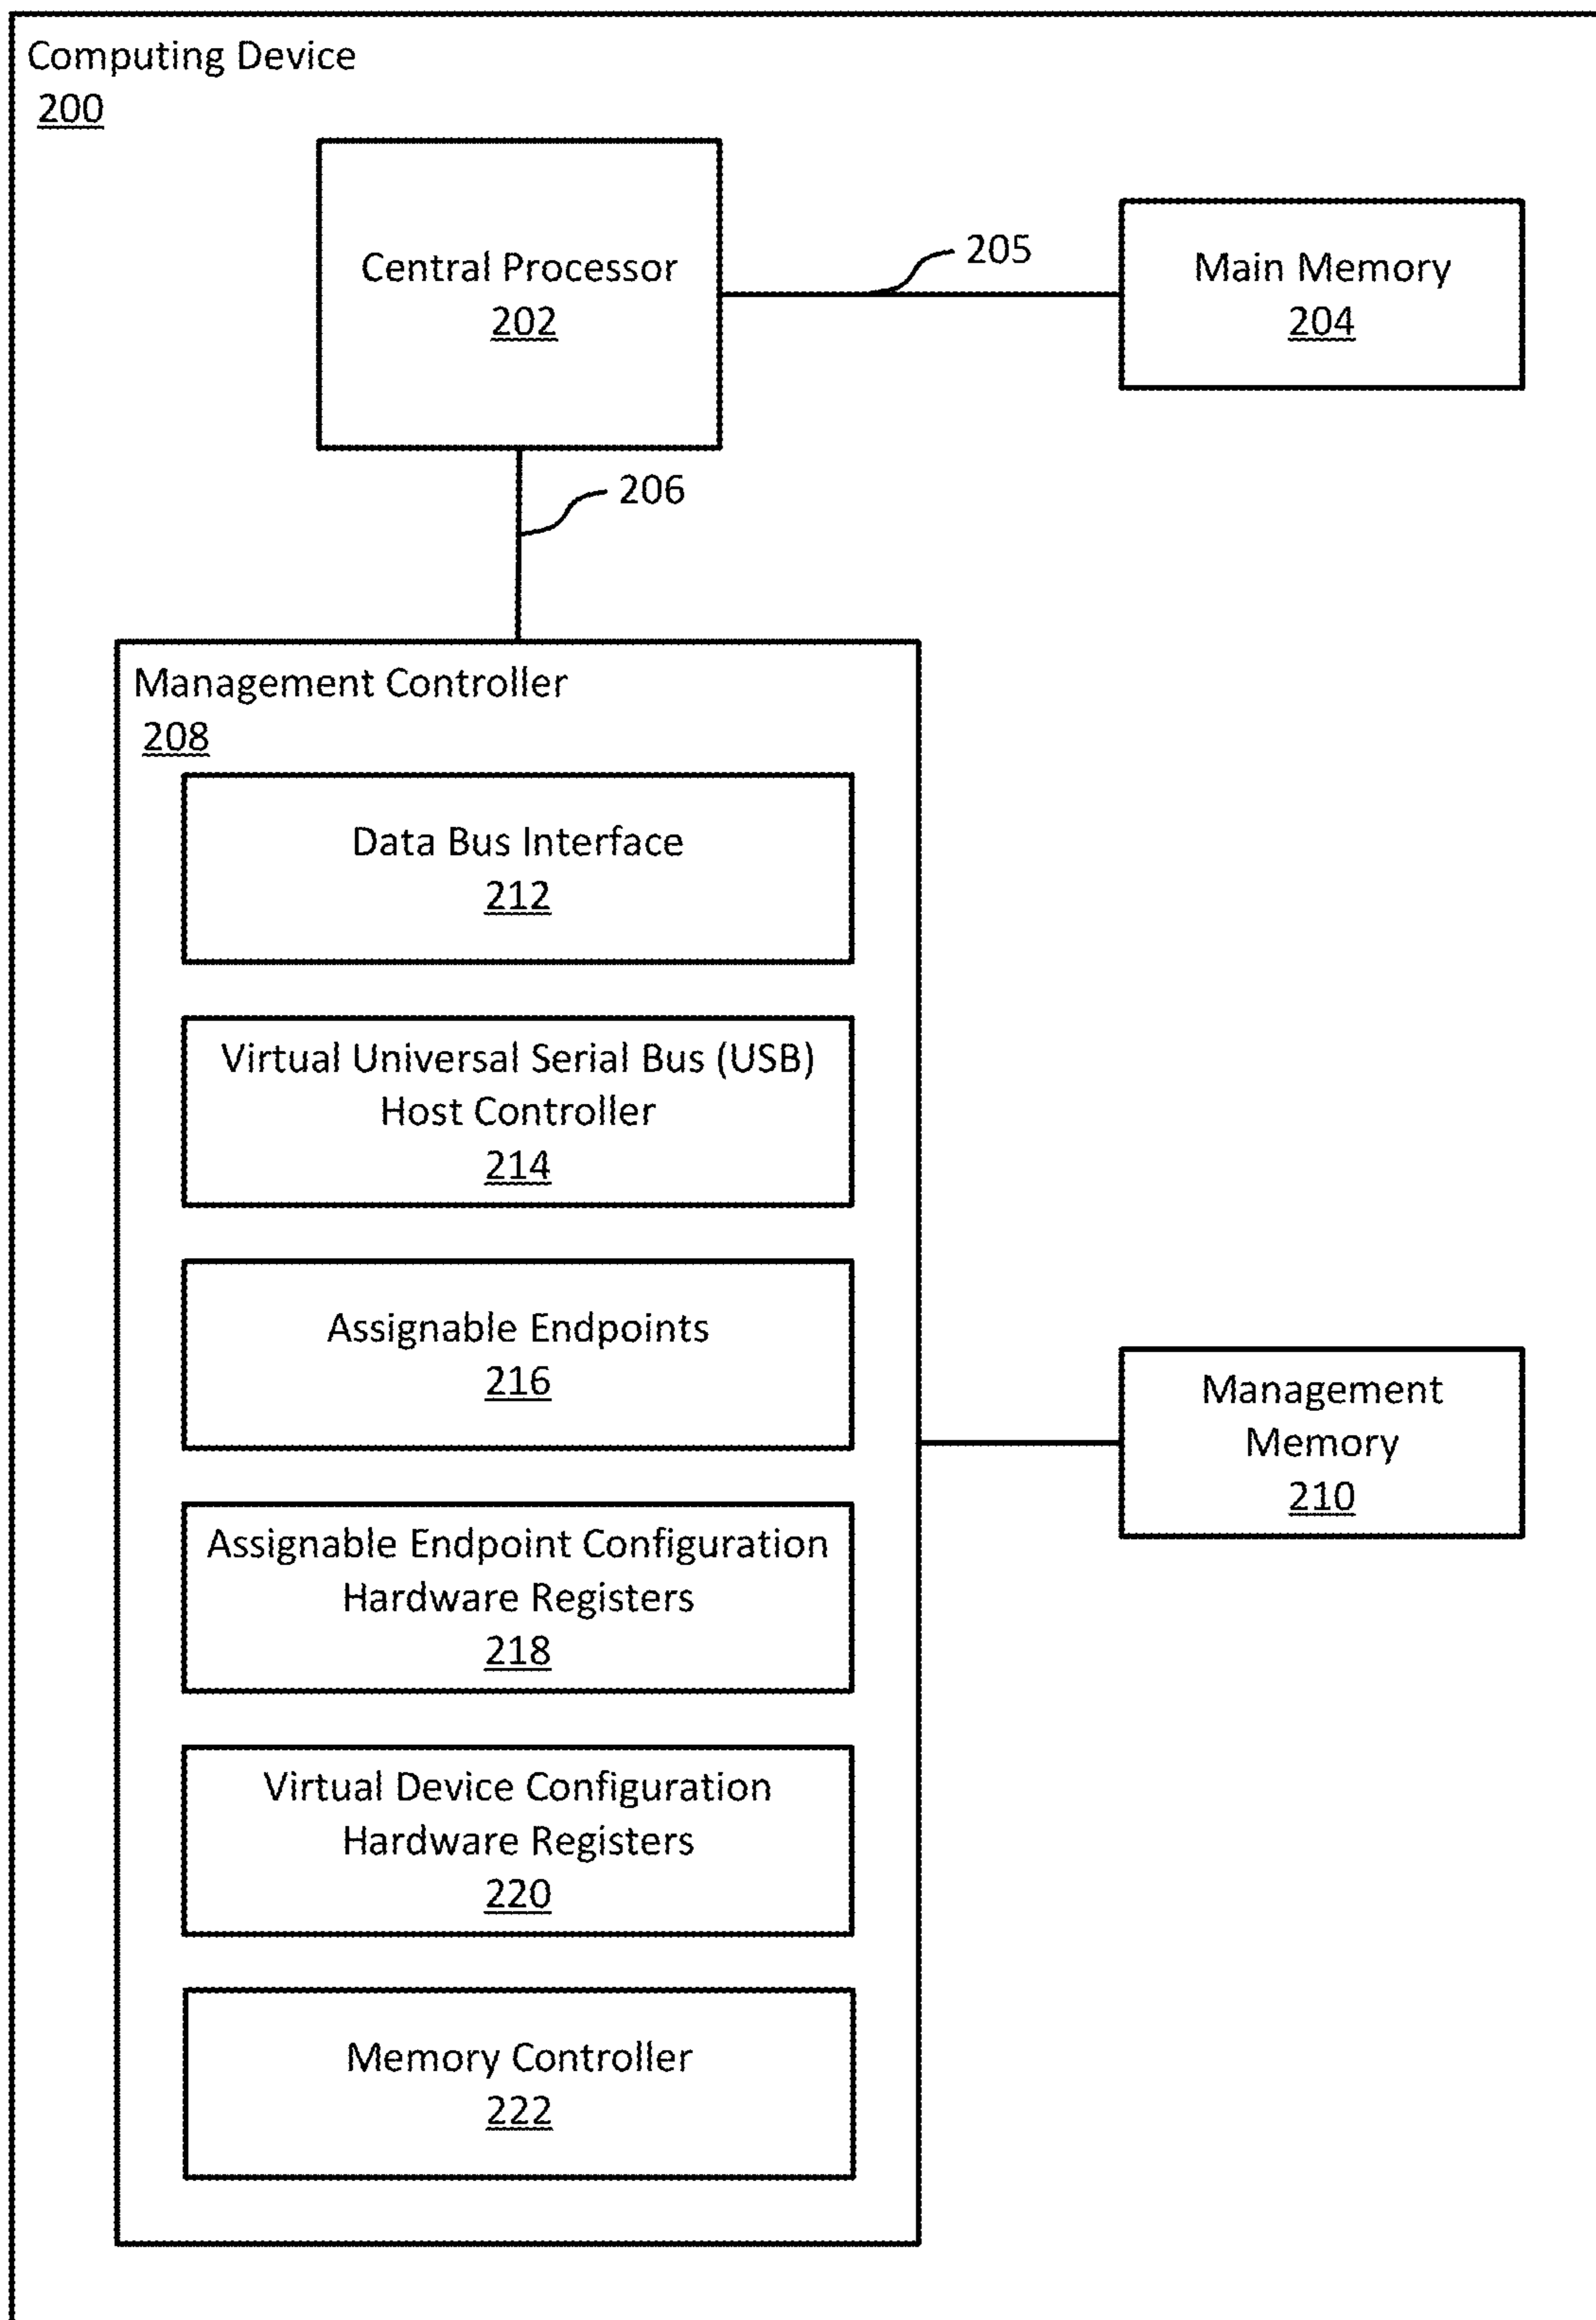 Computing Device
200
Central Processor
202
205
Main Memory
204
206
Management Controller
208
Data Bus Interface
212
Virtual Universal Serial Bus (USB)
Host Controller
214
Assignable Endpoints
216
Management
Memory
210
Assignable Endpoint Configuration
Hardware Registers
218
Virtual Device Configuration
Hardware Registers
220
Memory Controller
222